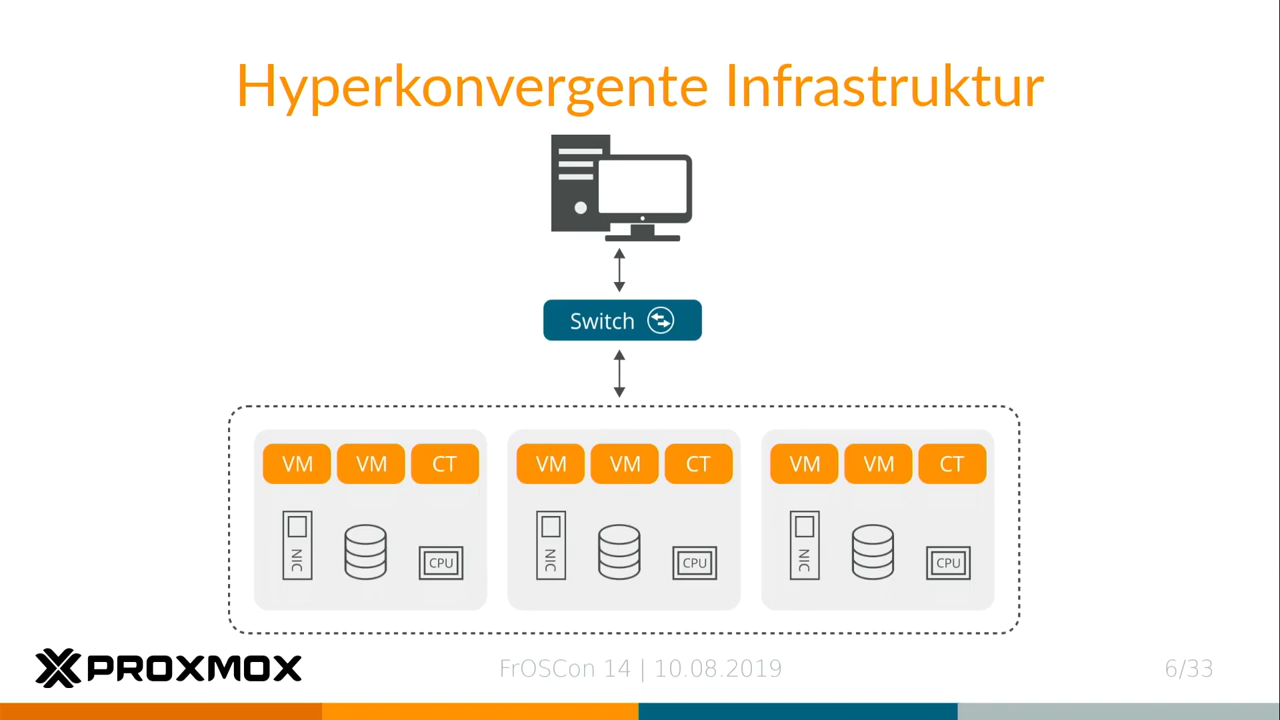 Hyperkonvergente Infrastruktur
Switch
VM VM CT VM VM CT VM VM CT
NIC CPU NIC CPU NIC CPU
PROXMOX FrOSCon 14 | 10.08.2019 6/33